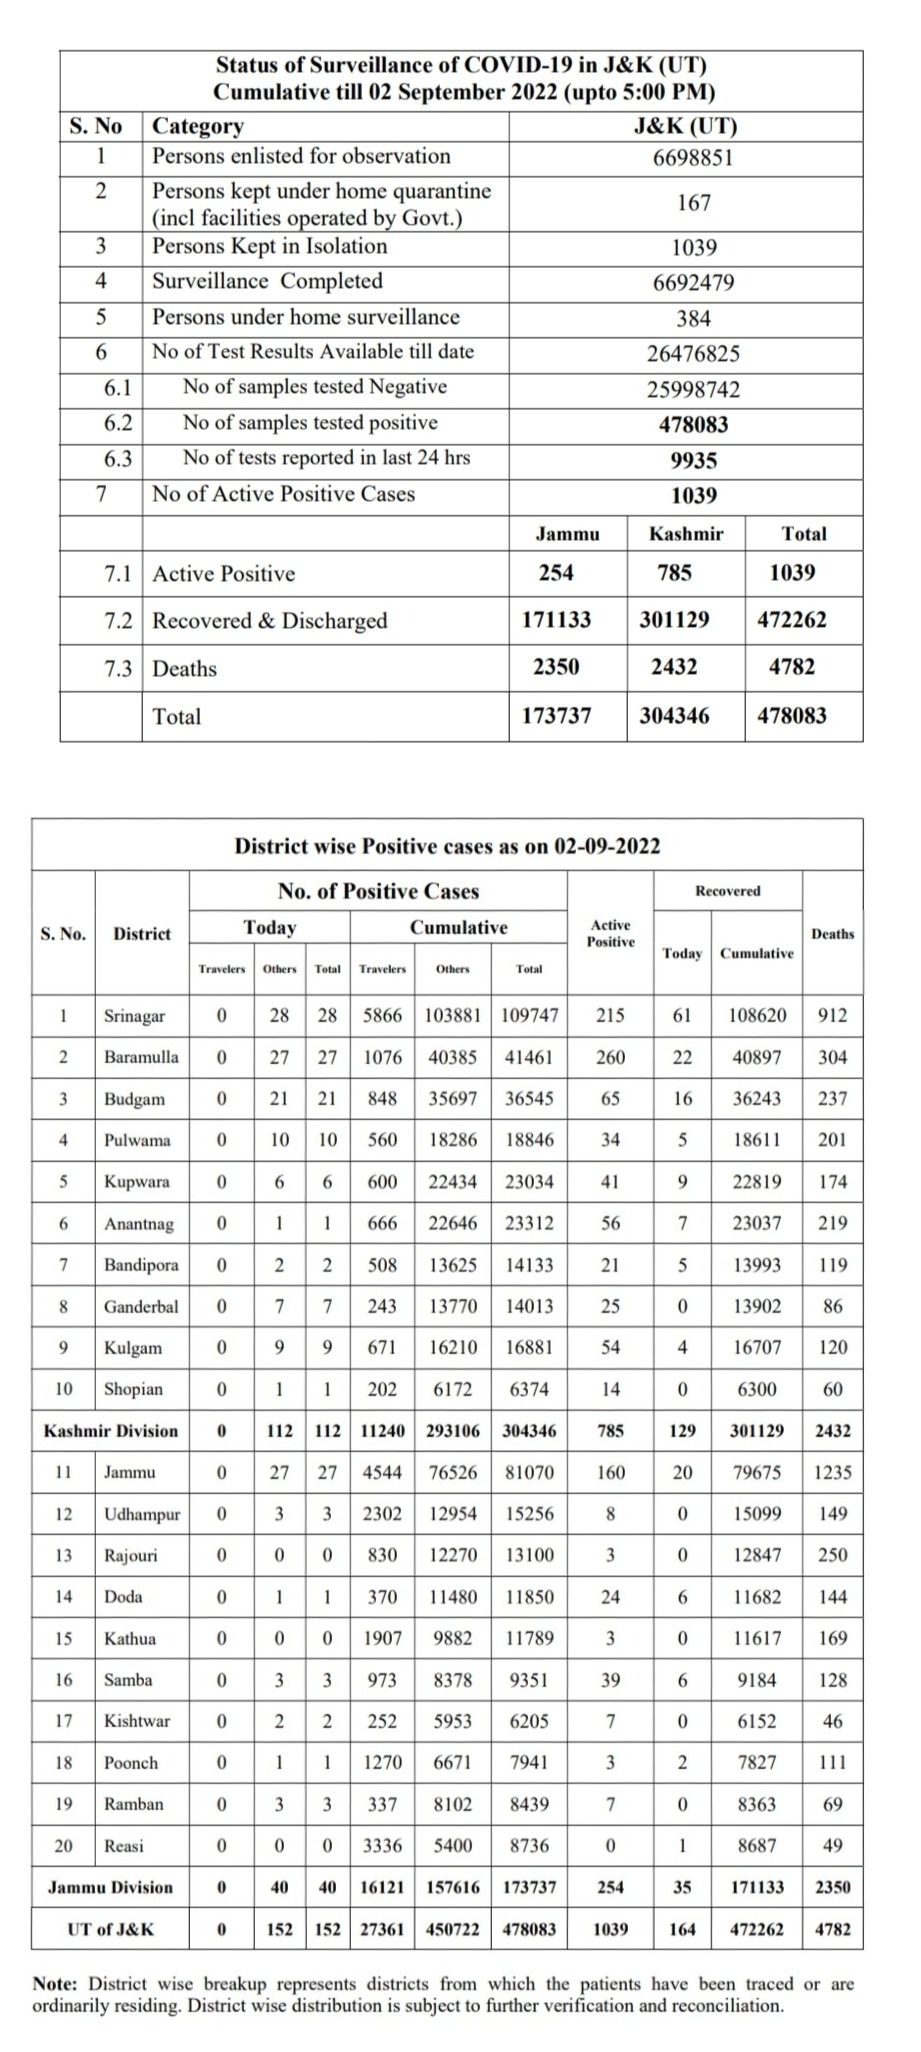 Status of Surveillance of COVID-19 in J&K (UT)
Cumulative till 02 September 2022 (upto 5:00 PM)
S. No Category J&K (UT)
1 Persons enlisted for observation 6698851
2 Persons kept under home quarantine
(incl facilities operated by Govt.) 167
3 Persons Kept in Isolation 1039
4 Surveillance Completed 6692479
5 Persons under home surveillance 384
6 No of Test Results Available till date 26476825
6.1 No of samples tested Negative 25998742
6.2 No of samples tested positive 478083
6.3 No of tests reported in last 24 hrs 9935
7 No of Active Positive Cases 1039
Jammu Kashmir Total
7.1 Active Positive 254 785 1039
7.2 Recovered & Discharged 171133 301129 472262
7.3 Deaths 2350 2432 4782
Total 173737 304346 478083
District wise Positive cases as on 02-09-2022
S. No. District No. of Positive Cases Active Positive Recovered Deaths
Today Cumulative Today Cumulative
Travelers Others Total Travelers Others Total
1 Srinagar 0 28 28 5866 103881 109747 215 61 108620 912
2 Baramulla 0 27 27 1076 40385 41461 260 22 40897 304
3 Budgam 0 21 21 848 35697 36545 65 16 36243 237
4 Pulwama 0 10 10 560 18286 18846 34 5 18611 201
5 Kupwara 0 6 6 600 22434 23034 41 9 22819 174
6 Anantnag 0 1 1 666 22646 23312 56 7 23037 219
7 Bandipora 0 2 2 508 13625 14133 21 5 13993 119
8 Ganderbal 0 7 7 243 13770 14013 25 0 13902 86
9 Kulgam 0 9 9 671 16210 16881 54 4 16707 120
10 Shopian 0 1 1 202 6172 6374 14 0 6300 60
Kashmir Division 0 112 112 11240 293106 304346 785 129 301129 2432
11 Jammu 0 27 27 4544 76526 81070 160 20 79675 1235
12 Udhampur 0 3 3 2302 12954 15256 8 0 15099 149
13 Rajouri 0 0 0 830 12270 13100 3 0 12847 250
14 Doda 0 1 1 370 11480 11850 24 6 11682 144
15 Kathua 0 0 0 1907 9882 11789 3 0 11617 169
16 Samba 0 3 3 973 8378 9351 39 6 9184 128
17 Kishtwar 0 2 2 252 5953 6205 7 0 6152 46
18 Poonch 0 1 1 1270 6671 7941 3 2 7827 111
19 Ramban 0 3 3 337 8102 8439 7 0 8363 69
20 Reasi 0 0 0 3336 5400 8736 0 1 8687 49
Jammu Division 0 40 40 16121 157616 173737 254 35 171133 2350
UT of J&K 0 152 152 27361 450722 478083 1039 164 472262 4782
Note: District wise breakup represents districts from which the patients have been traced or are
ordinarily residing. District wise distribution is subject to further verification and reconciliation.